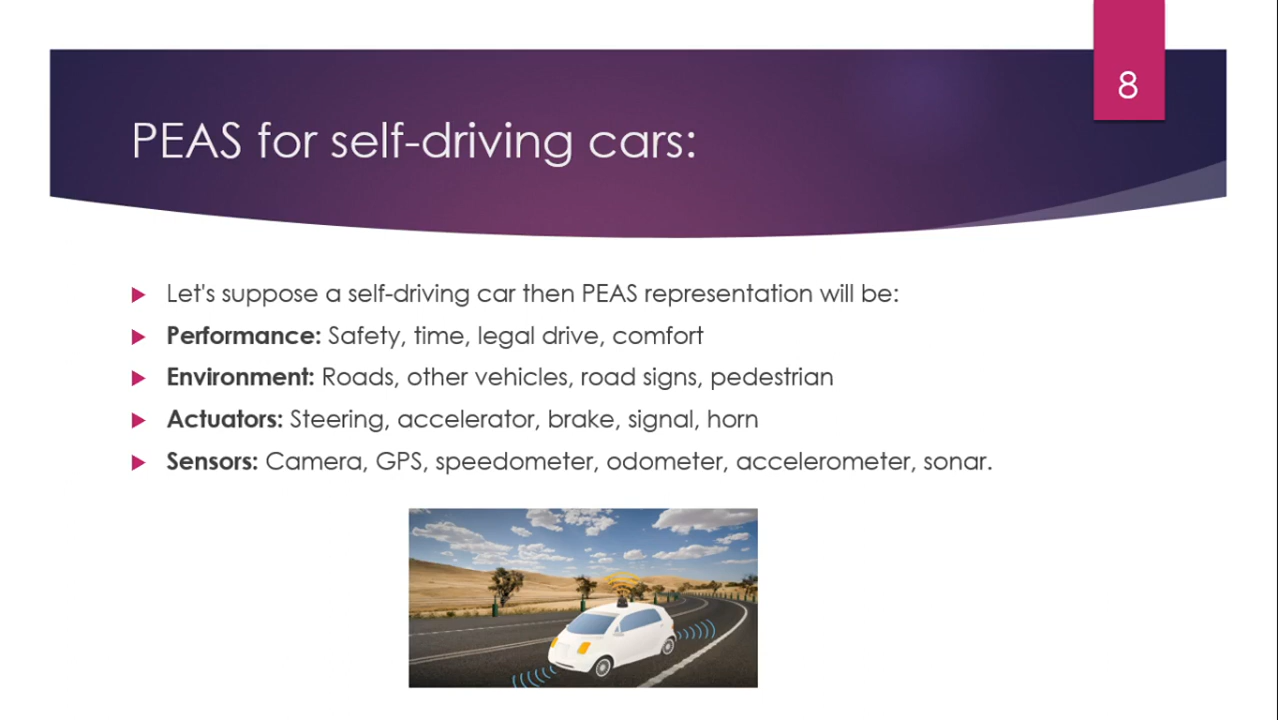 8
PEAS for self-driving cars:
Let's suppose a self-driving car then PEAS representation will be:
Performance: Safety, time, legal drive, comfort
Environment: Roads, other vehicles, road signs, pedestrian
Actuators: Steering, accelerator, brake, signal, horn
Sensors: Camera, GPS, speedometer, odometer, accelerometer, sonar.